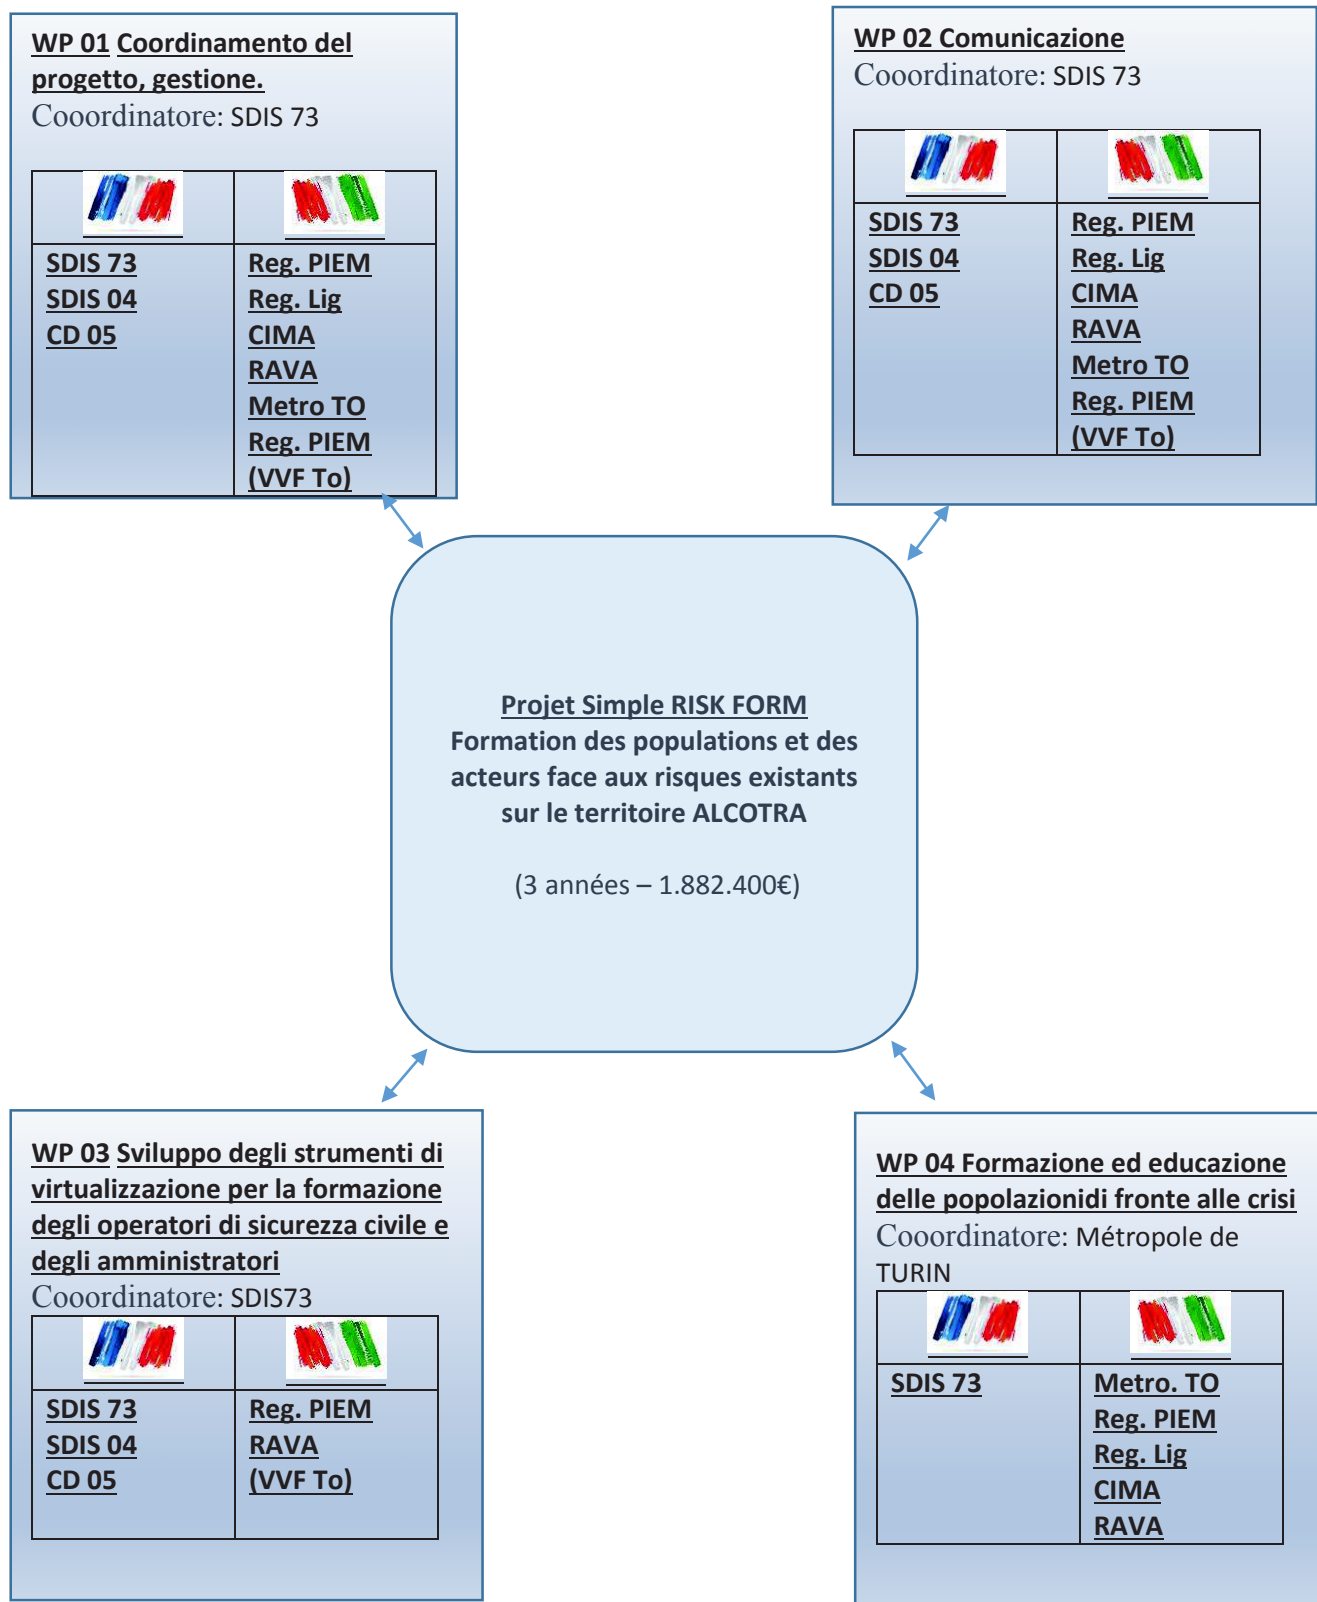 WP 01 Coordinamento del
progetto, gestione.
Cooordinatore: SDIS 73
SDIS 73
SDIS 04
CD 05
Reg. PIEM
Reg. Lig
CIMA
RAVA
Metro TO
Reg. PIEM
(VVF To)
WP 02 Comunicazione
Cooordinatore: SDIS 73
SDIS 73
SDIS 04
CD 05
Reg. PIEM
Reg. Lig
CIMA
RAVA
Metro TO
Reg. PIEM
(VVF To)
Projet Simple RISK FORM
Formation des populations et des
acteurs face aux risques existants
sur le territoire ALCOTRA
(3 années – 1.882.400€)
WP 03 Sviluppo degli strumenti di
virtualizzazione per la formazione
degli operatori di sicurezza civile e
degli amministratori
Cooordinatore: SDIS73
SDIS 73
SDIS 04
CD 05
Reg. PIEM
RAVA
(VVF To)
WP 04 Formazione ed educazione
delle popolazionidi fronte alle crisi
Cooordinatore: Métropole de
TURIN
SDIS 73
Metro. TO
Reg. PIEM
Reg. Lig
CIMA
RAVA